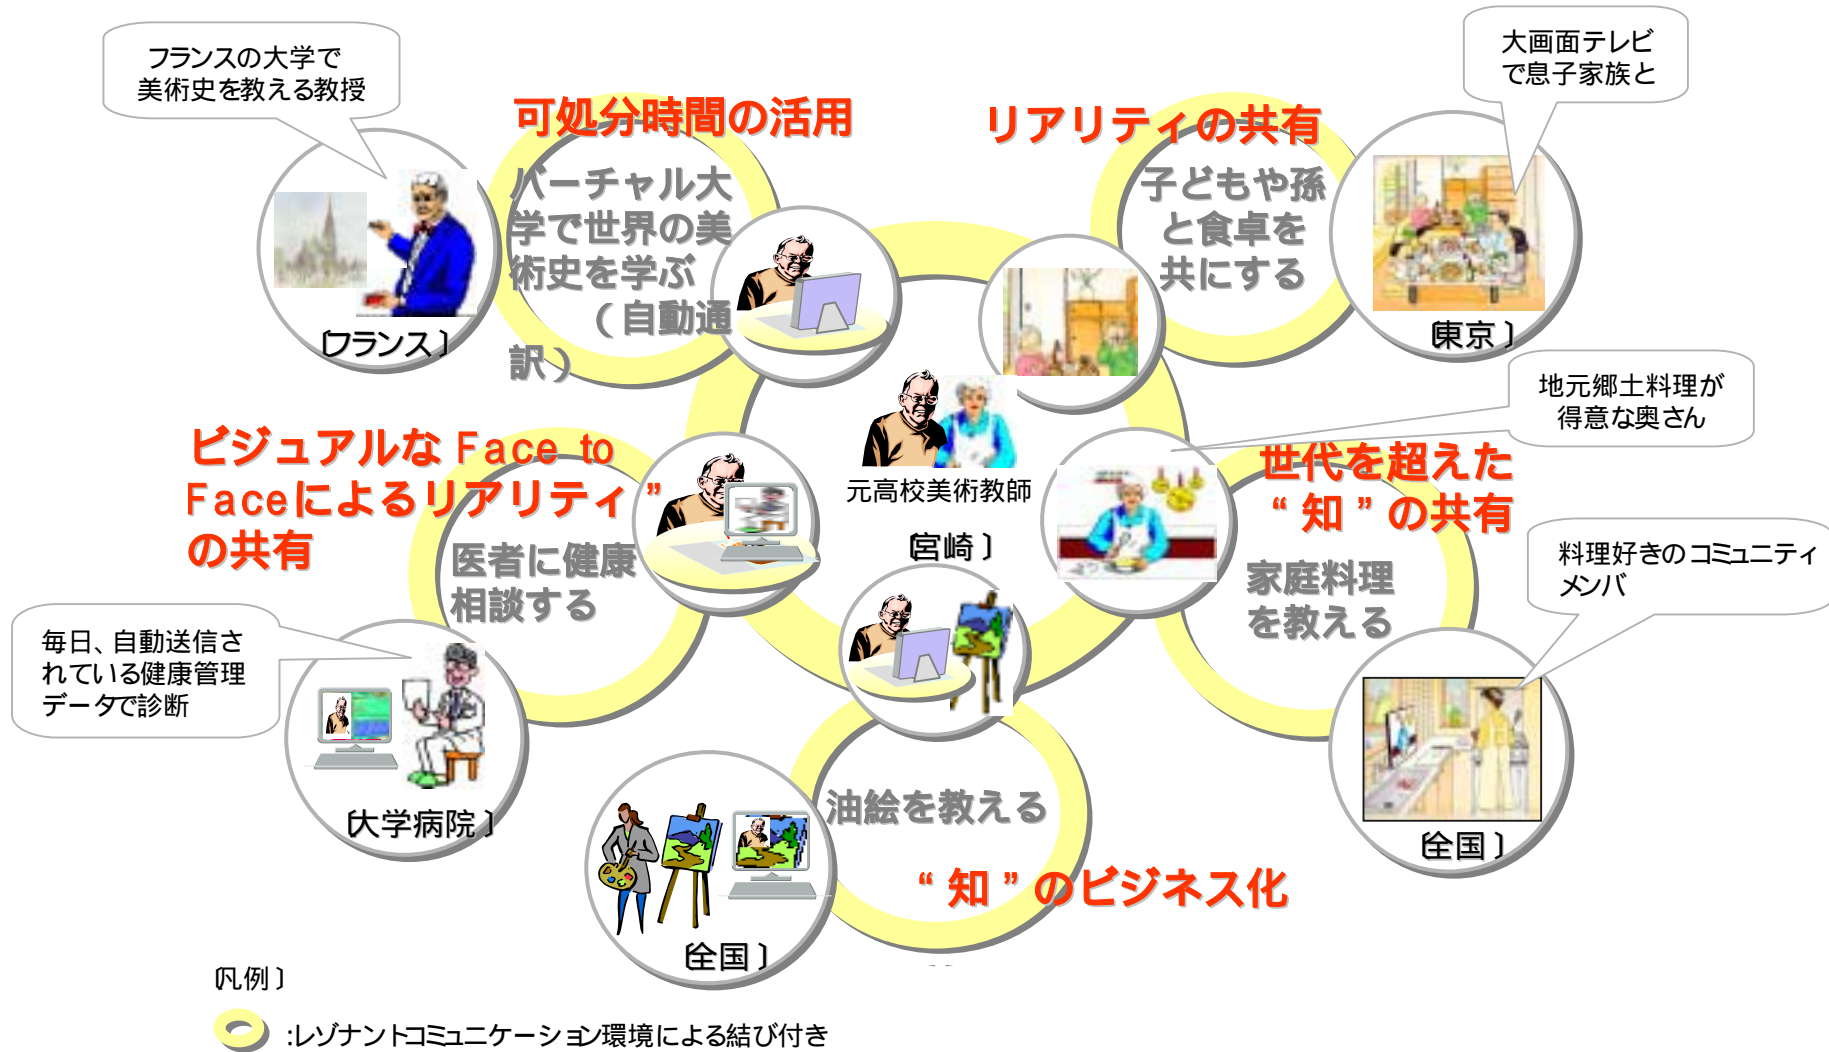 フランスの大学で
美術史を教える教授
大画面テレビ
で息子家族と
可処分時間の活用
リアリティの共有
バーチャル大
学で世界の美
術史を学ぶ
（自動通
訳）
子どもや孫
と食卓を
共にする
〔フランス〕
〔東京〕
地元郷土料理が
得意な奥さん
ビジュアルな Face to
Faceによるリアリティ”
の共有
世代を超えた
“知”の共有
元高校美術教師
〔宮崎〕
医者に健康
相談する
家庭料理
を教える
料理好きのコミュニティ
メンバ
毎日、自動送信さ
れている健康管理
データで診断
〔大学病院〕
油絵を教える
〔全国〕
“知”のビジネス化
〔全国〕
〔凡例〕
:レゾナントコミュニケーション環境による結び付き